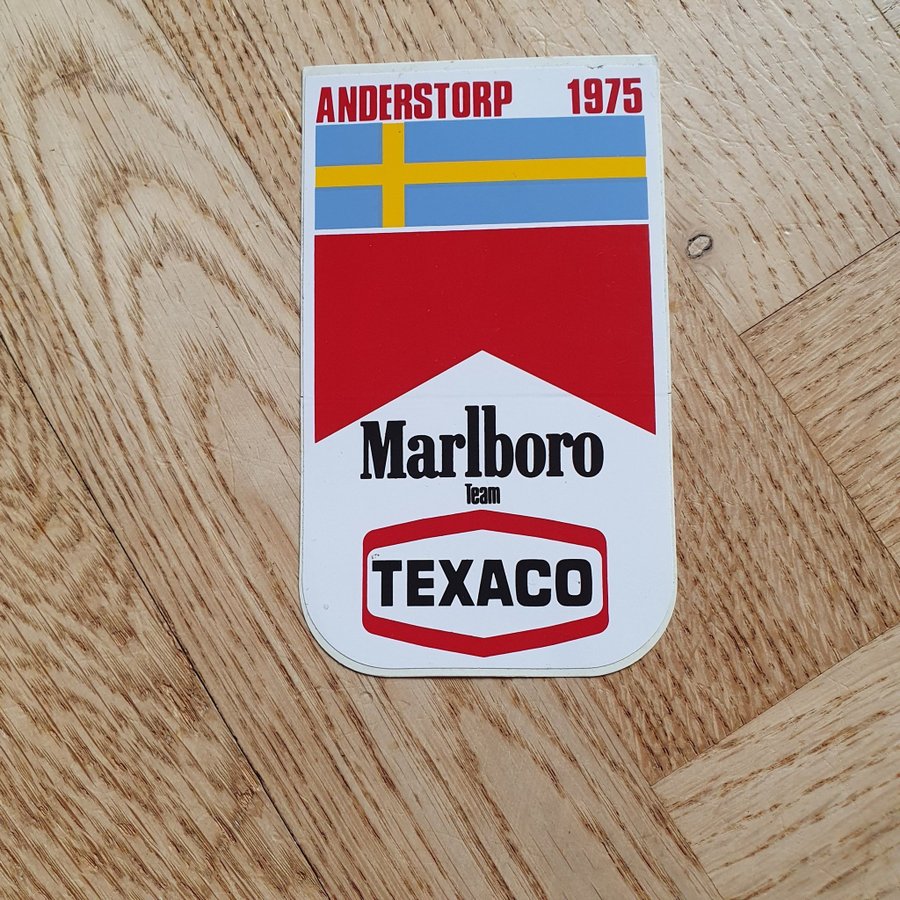 ANDERSTORP 1975
Marlboro
Team
TEXACO